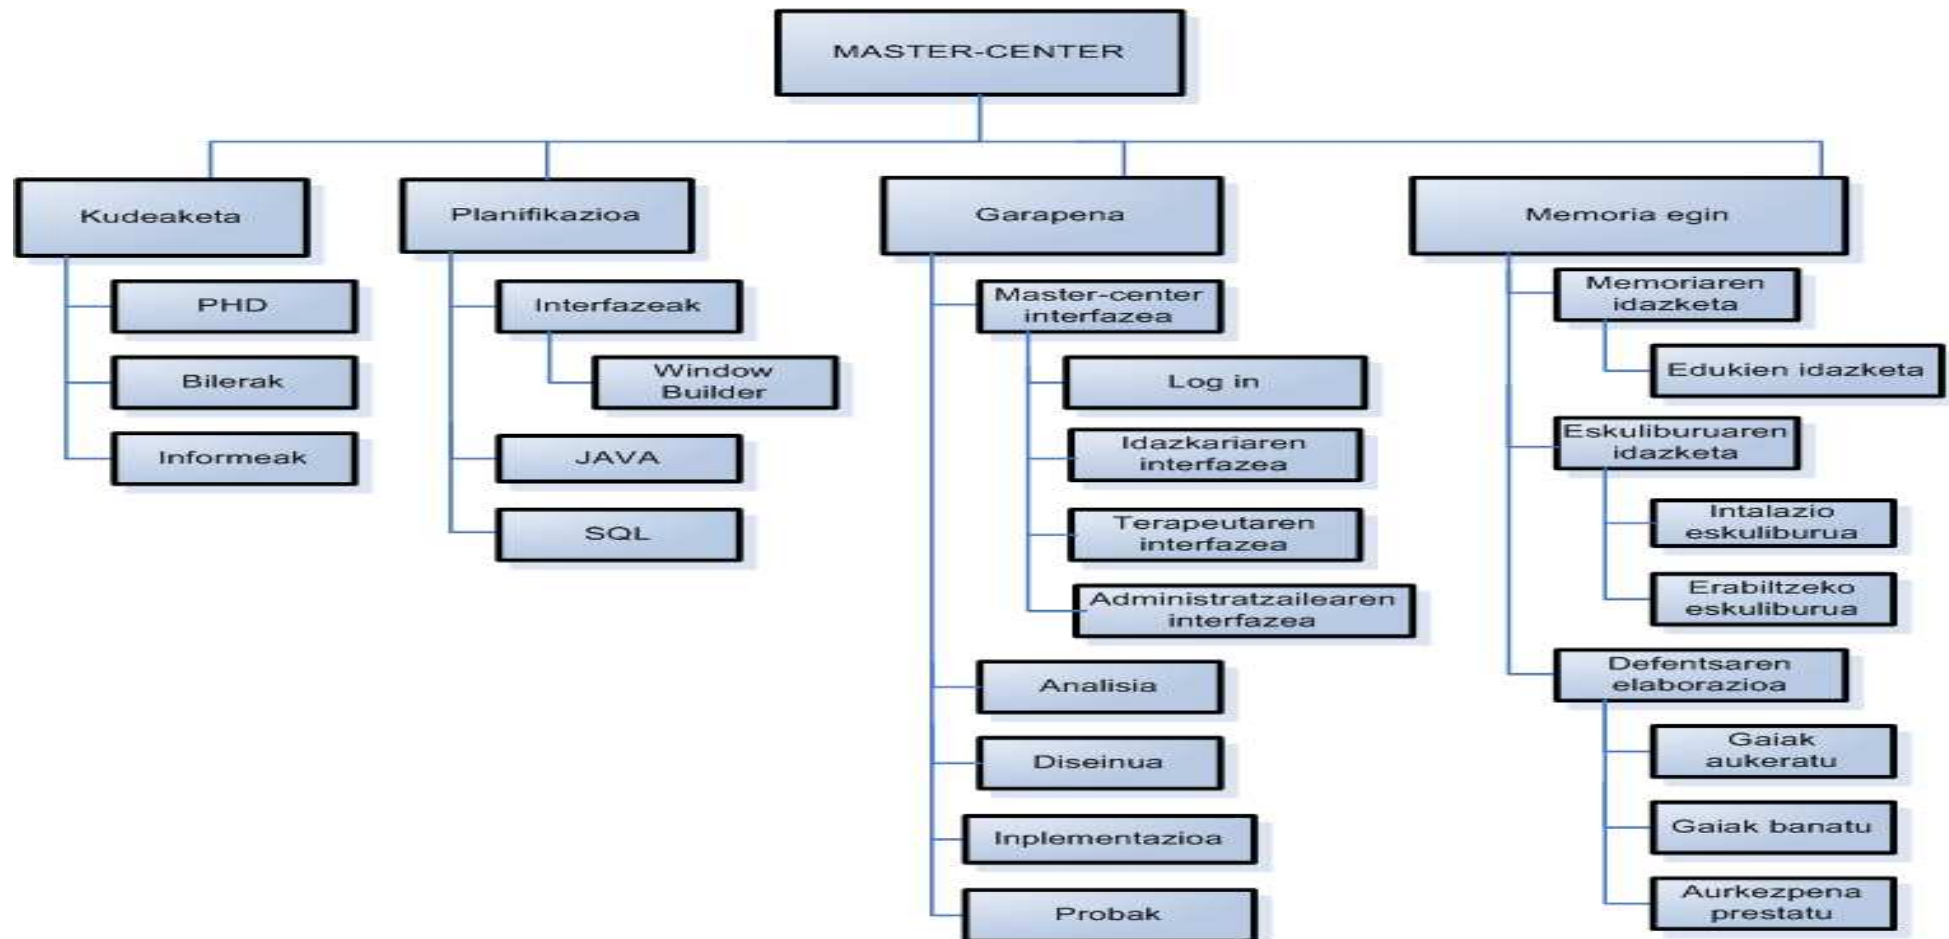 MASTER-CENTER
Kudeaketa
PHD
Bilerak
Informeak
Planifikazioa
Interfazeak
Window
Builder
JAVA
SQL
Garapena
Master-center
interfazea
Log in
Idazkariaren
interfazea
Terapeutaren
interfazea
Administratzailearen
interfazea
Analisia
Diseinua
Inplementazioa
Probak
Memoria egin
Memoriaren
idazketa
Edukien idazketa
Eskuliburuaren
idazketa
Intalazio
eskuliburua
Erabiltzeko
eskuliburua
Defentsaren
elaborazioa
Gaiak
aukeratu
Gaiak banatu
Aurkezpena
prestatu